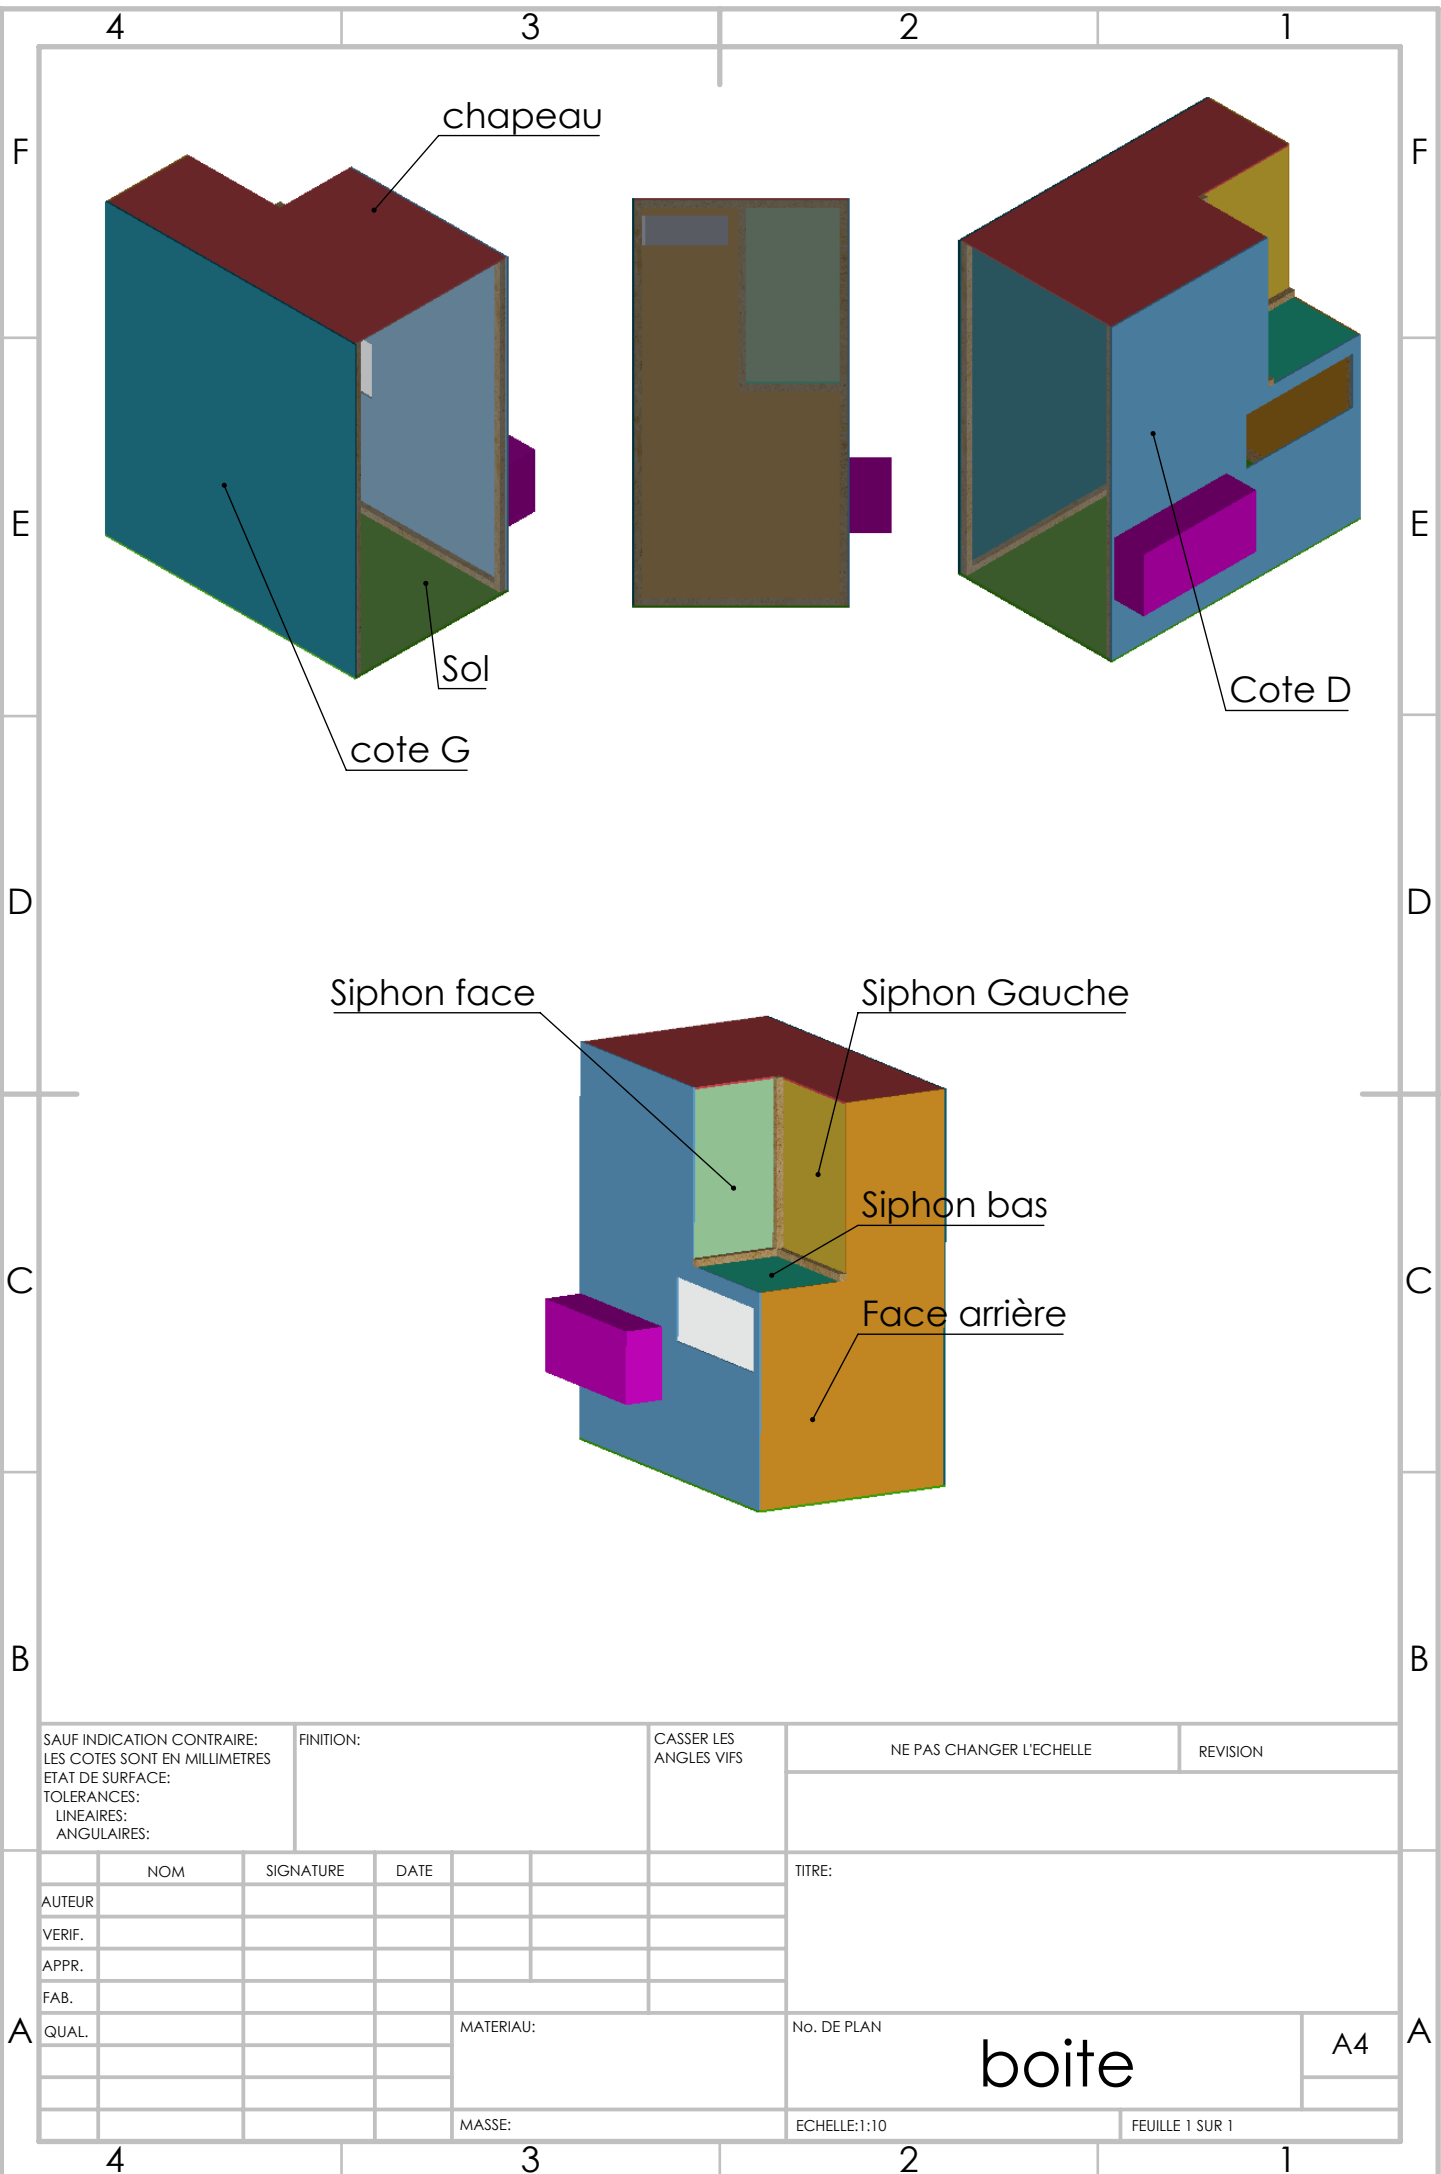 4 3 2 1
F F
chapeau
E E
Sol
Cote D
cote G
D D
Siphon face
Siphon Gauche
Siphon bas
C C
Face arrière
B B
SAUF INDICATION CONTRAIRE:
LES COTES SONT EN MILLIMETRES
ETAT DE SURFACE:
TOLERANCES:
LINEAIRES:
ANGULAIRES:
FINITION:
CASSER LES
ANGLES VIFS
NE PAS CHANGER L'ECHELLE
REVISION
NOM SIGNATURE DATE
TITRE:
AUTEUR
VERIF.
APPR.
FAB.
QUAL.
A A
MATERIAU:
No. DE PLAN
boite
A4
MASSE:
ECHELLE:1:10
FEUILLE 1 SUR 1
4 3 2 1